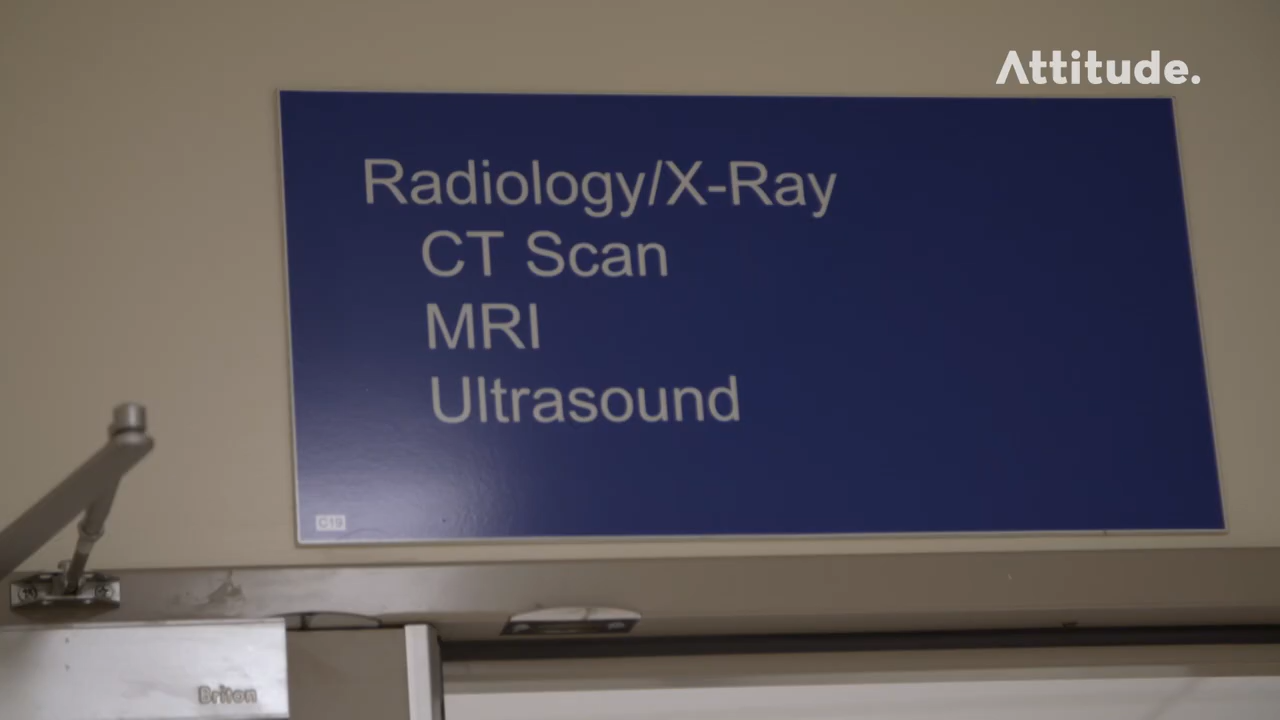 Attitude.
Radiology/X-Ray
CT Scan
MRI
Ultrasound
C19
Briton